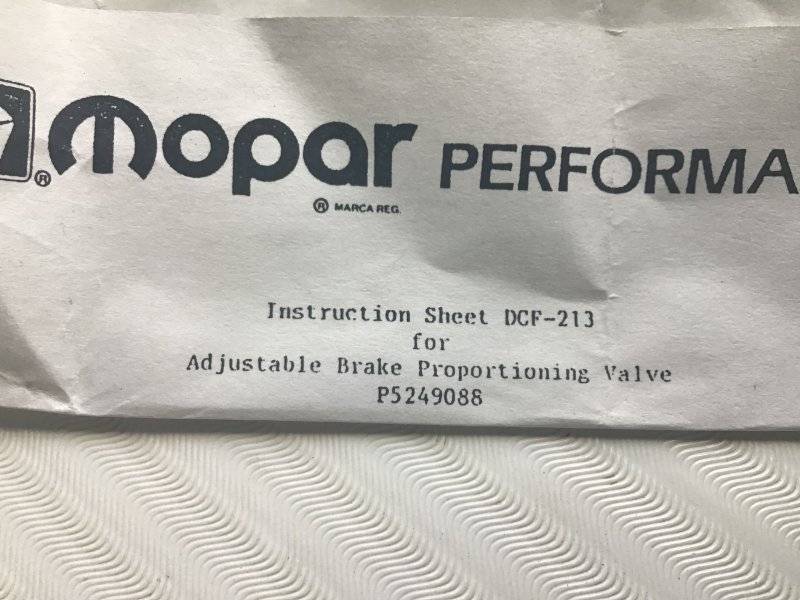 ® mopar PERFORMA
® MARCA REG.
Instruction Sheet DCF-213
for
Adjustable Brake Proportioning Valve
P5249088